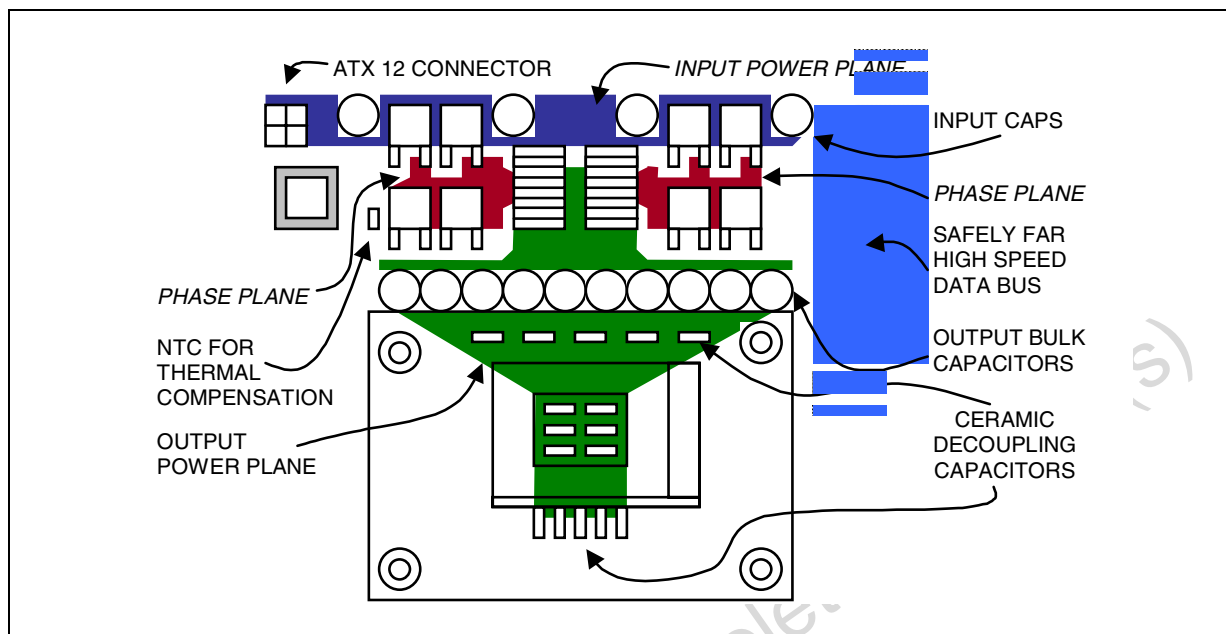 ATX 12 CONNECTOR
INPUT POWER PLANE
INPUT CAPS
PHASE PLANE
SAFELY FAR
HIGH SPEED
DATA BUS
PHASE PLANE
OUTPUT BULK
CAPACITORS
NTC FOR
THERMAL
COMPENSATION
CERAMIC
DECOUPLING
CAPACITORS
OUTPUT
POWER PLANE